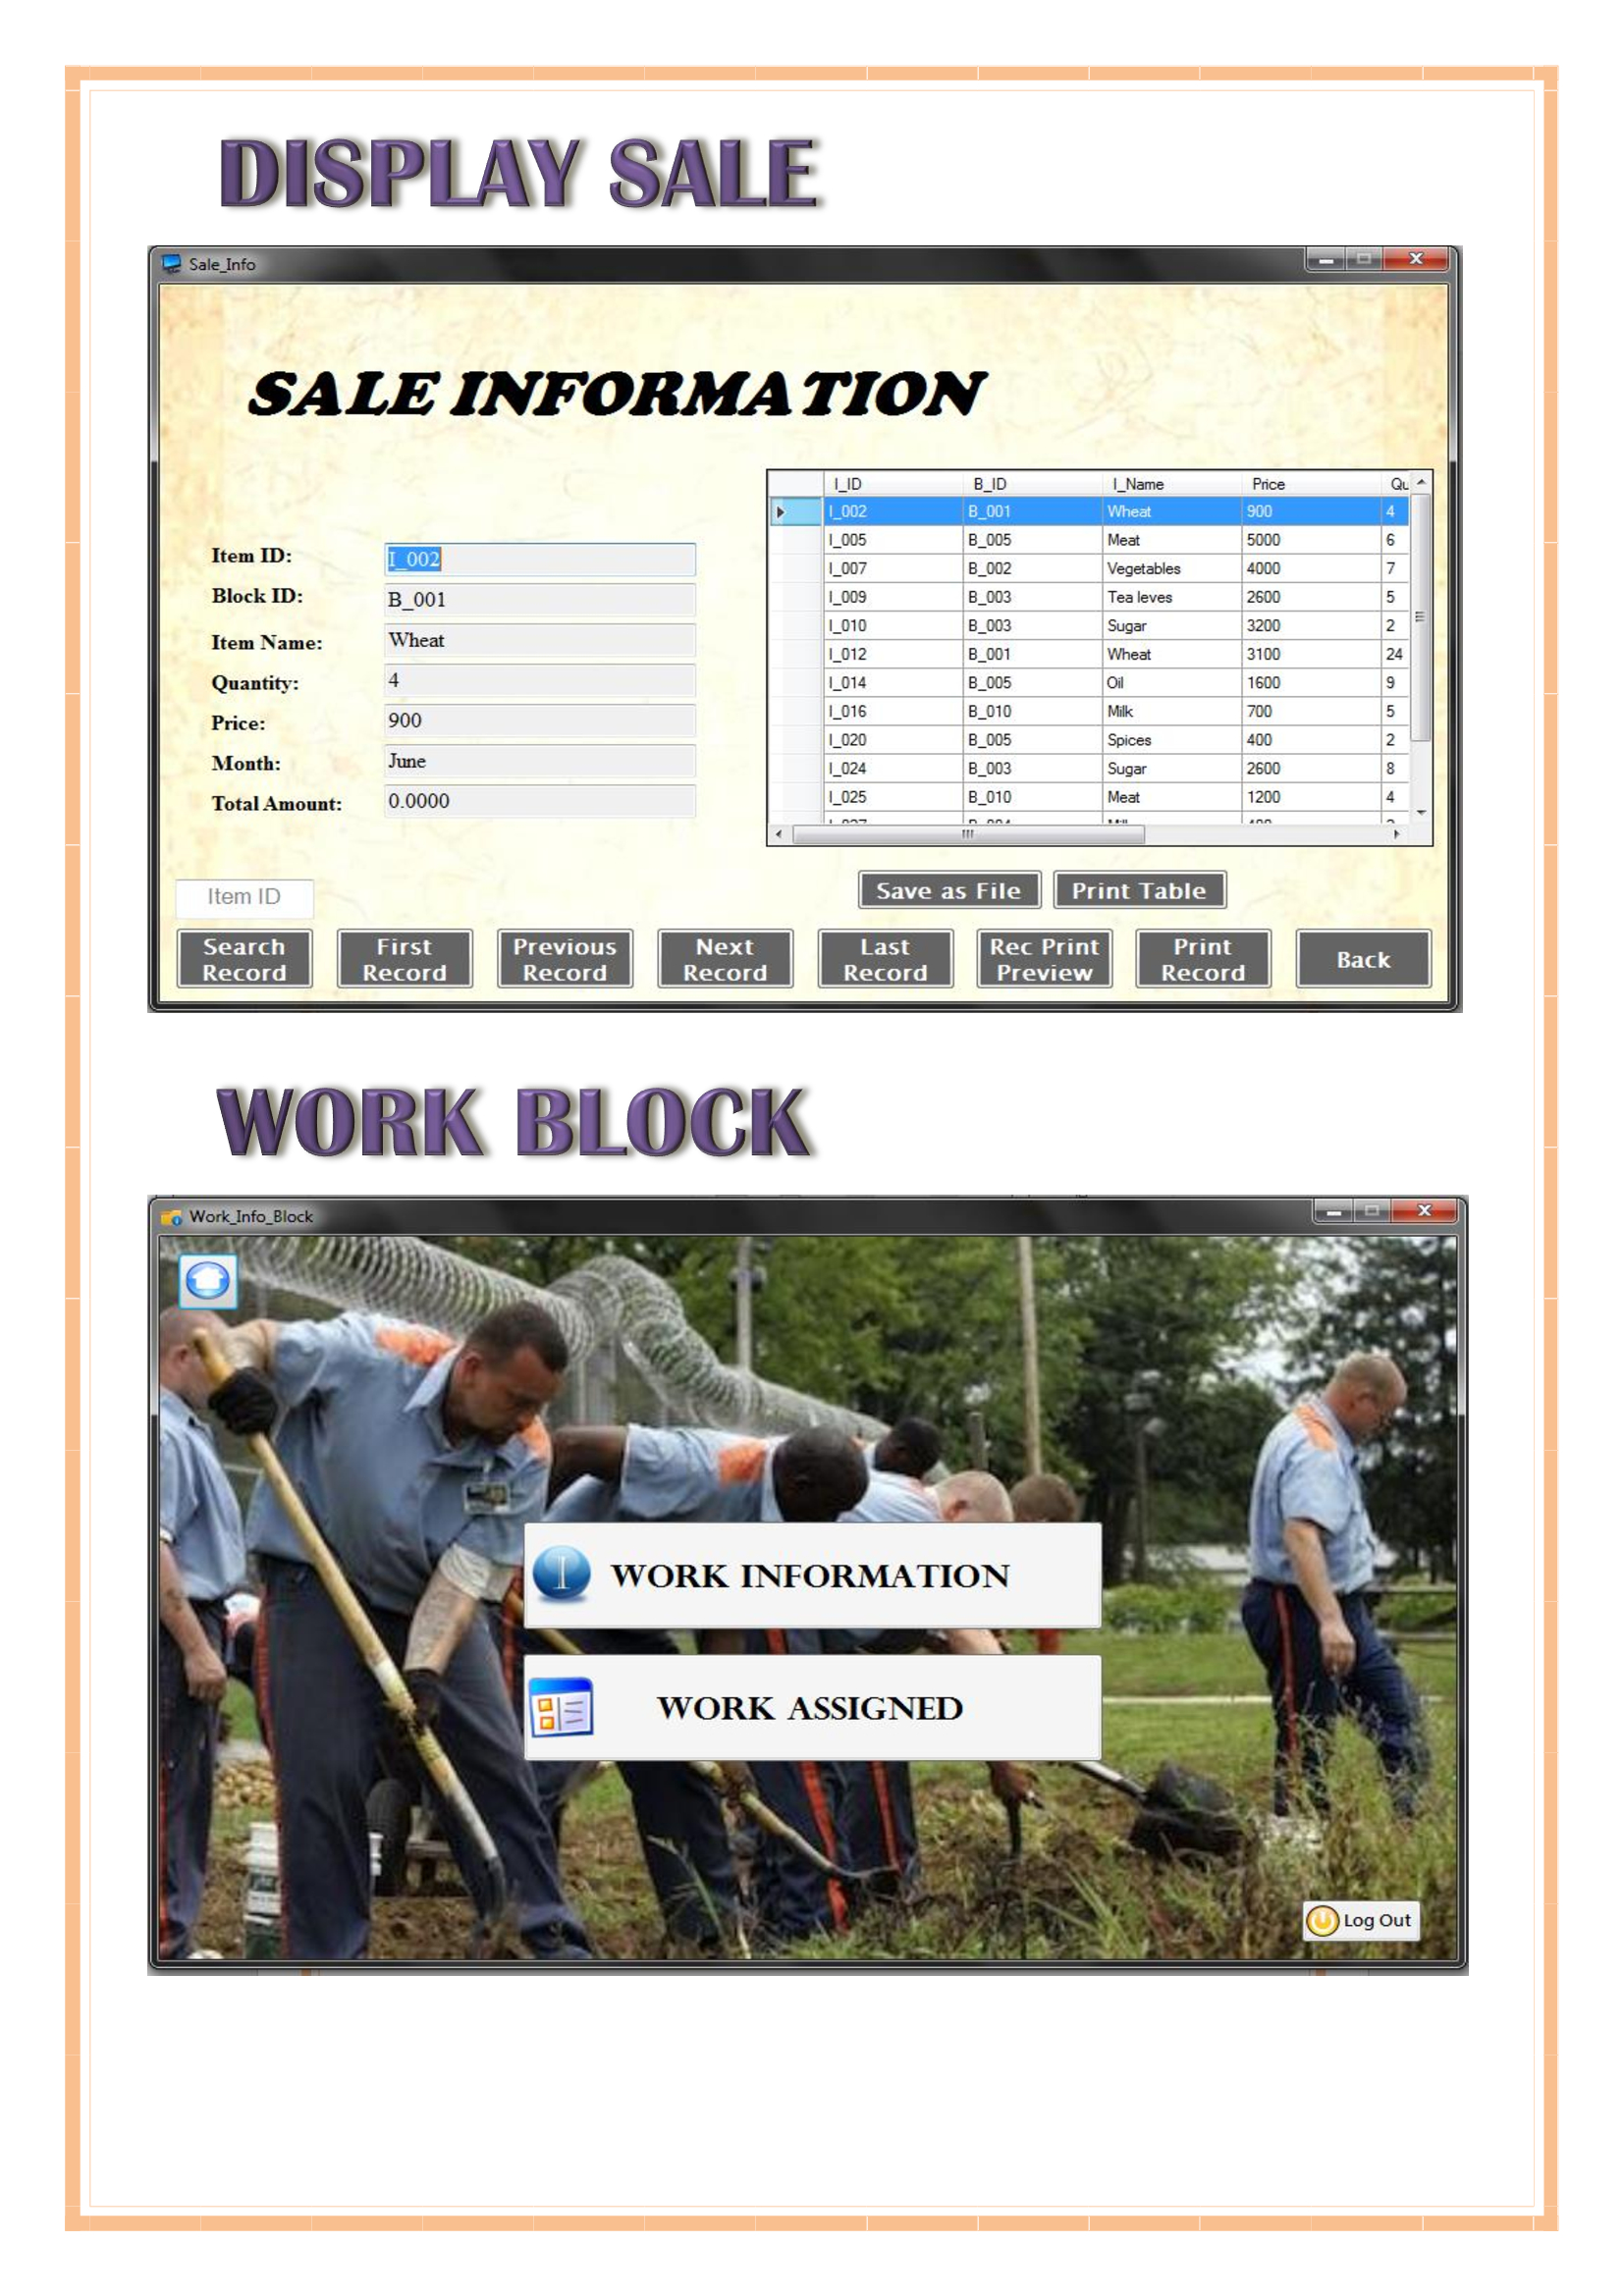 DISPLAY SALE
Sale_Info
SALE INFORMATION
I_ID B_ID I_Name Price Qu
I_002 B_001 Wheat 900 4
I_005 B_005 Meat 5000 6
I_007 B_002 Vegetables 4000 7
I_009 B_003 Tea leves 2600 5
I_010 B_003 Sugar 3200 2
I_012 B_001 Wheat 3100 24
I_014 B_005 Oil 1600 9
I_016 B_010 Milk 700 5
I_020 B_005 Spices 400 2
I_024 B_003 Sugar 2600 8
I_025 B_010 Meat 1200 4
Item ID: I_002
Block ID: B_001
Item Name: Wheat
Quantity: 4
Price: 900
Month: June
Total Amount: 0.0000
Save as File Print Table
Item ID
Search Record
First Record
Previous Record
Next Record
Last Record
Rec Print Preview
Print Record
Back
WORK BLOCK
Work_Info_Block
WORK INFORMATION
WORK ASSIGNED
Log Out